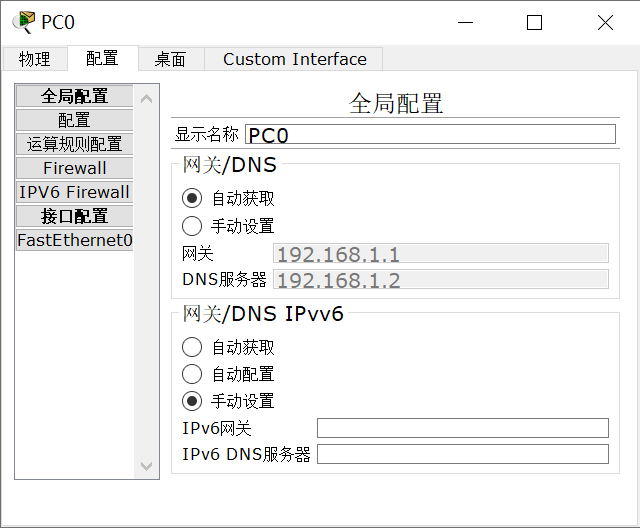 PC0
物理 配置 桌面 Custom Interface
全局配置
配置
运算规则配置
Firewall
IPV6 Firewall
接口配置
FastEthernet0
全局配置
显示名称 PC0
网关/DNS
自动获取
手动设置
网关 192.168.1.1
DNS服务器 192.168.1.2
网关/DNS IPvv6
自动获取
自动配置
手动设置
IPv6网关
IPv6 DNS服务器